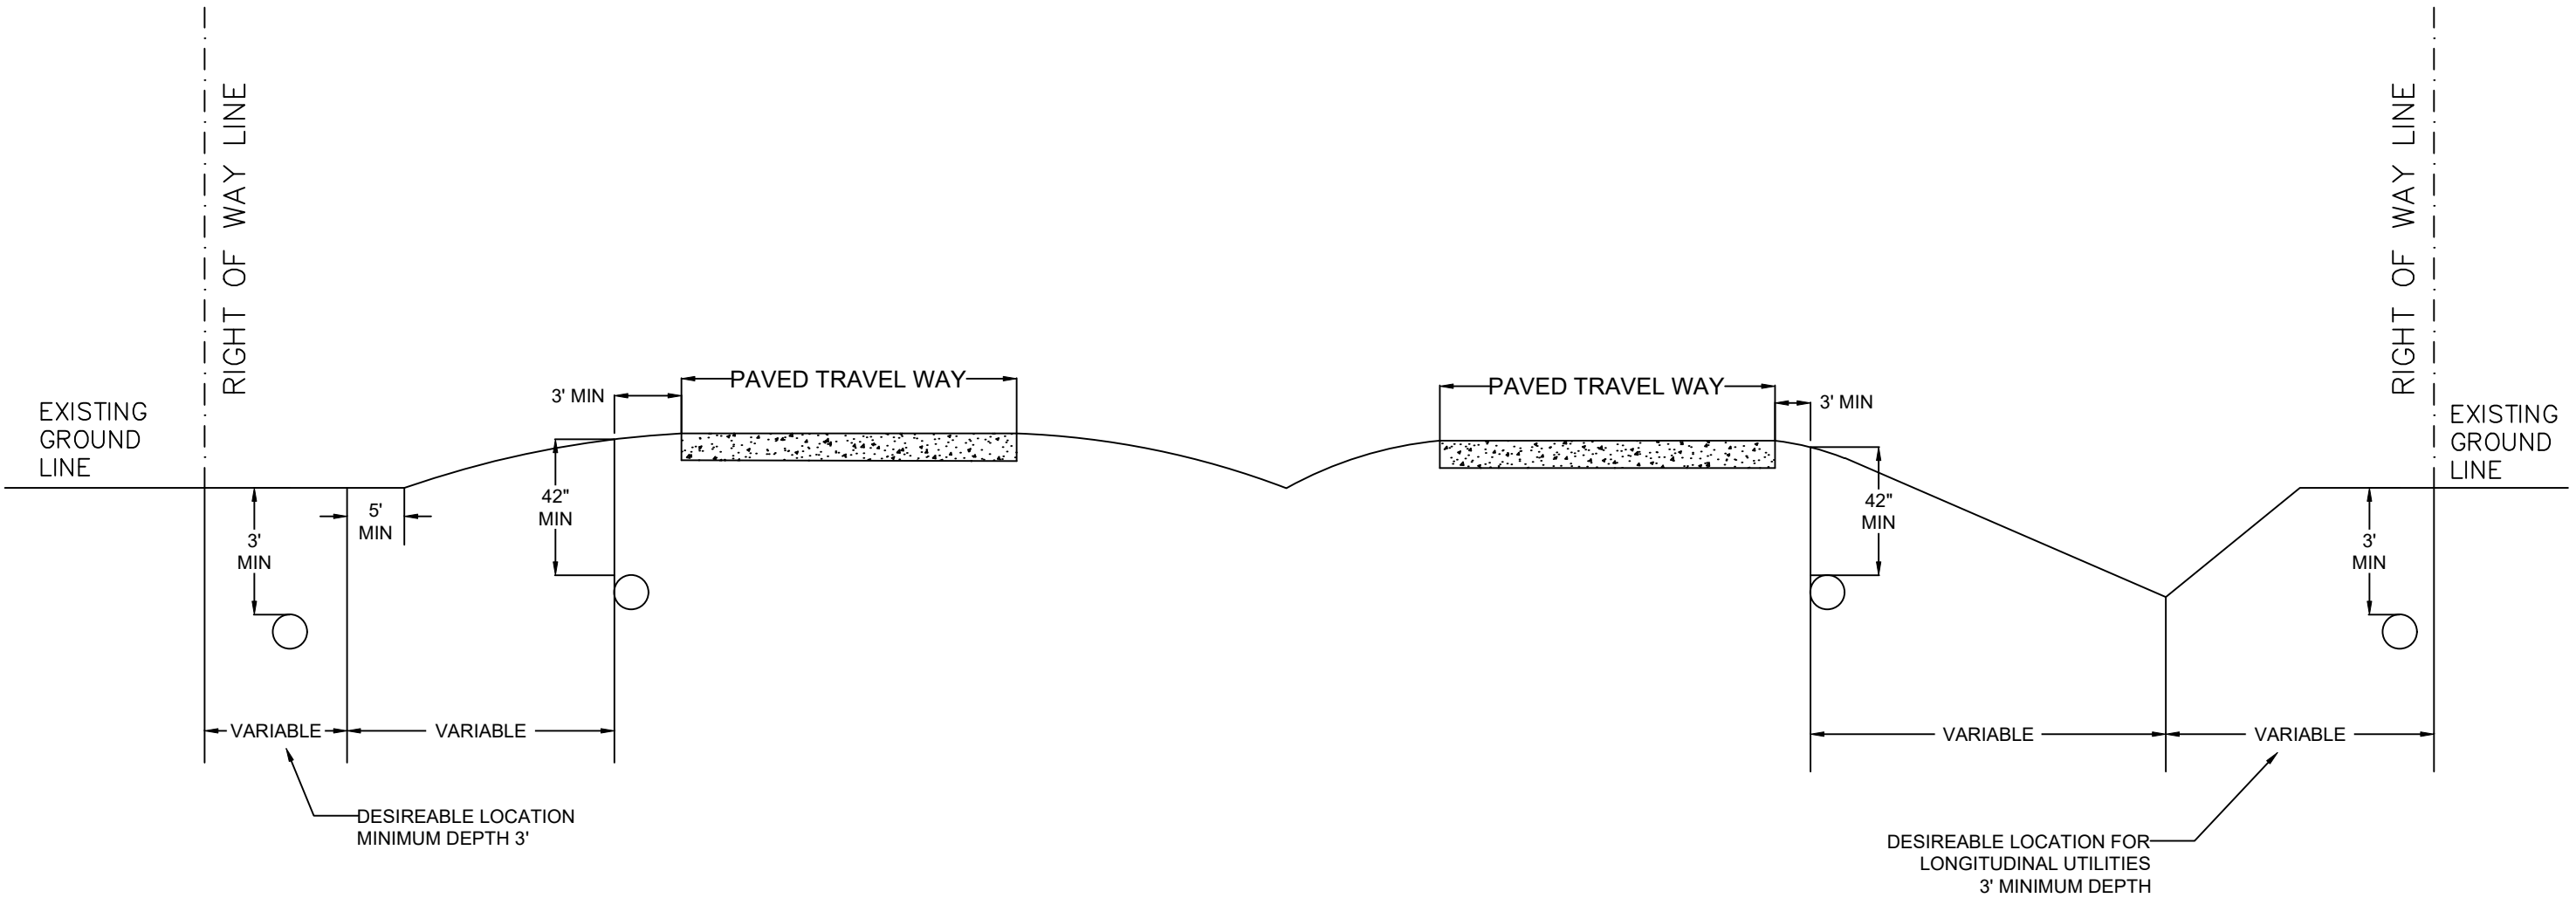 RIGHT OF WAY LINE
RIGHT OF WAY LINE
EXISTING
GROUND
LINE
3' MIN
PAVED TRAVEL WAY
PAVED TRAVEL WAY
3' MIN
EXISTING
GROUND
LINE
5'
MIN
3'
MIN
42"
MIN
42"
MIN
3'
MIN
VARIABLE
VARIABLE
VARIABLE
VARIABLE
DESIREABLE LOCATION
MINIMUM DEPTH 3'
DESIREABLE LOCATION FOR
LONGITUDINAL UTILITIES
3' MINIMUM DEPTH